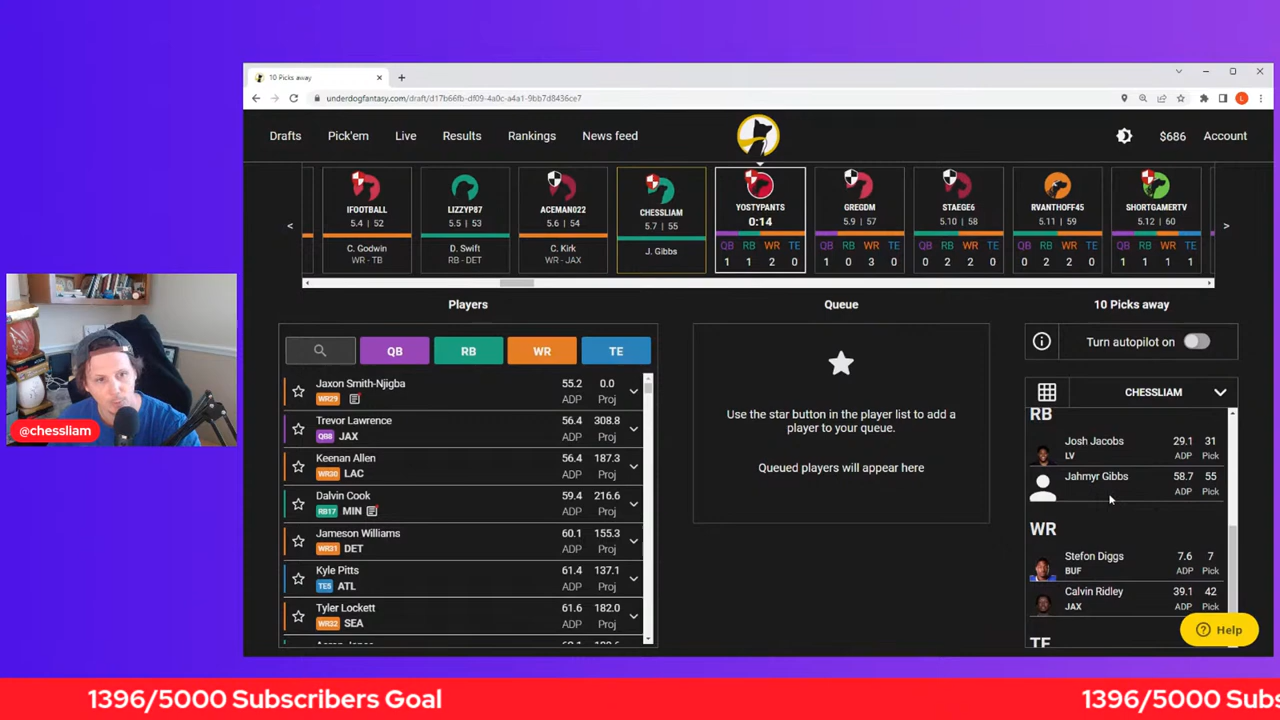 10 Picks away
underdogfantasy.com/draft/d17b66fb-df09-4a0c-a4a1-9bb7d8436ce7
Drafts
Pick'em
Live
Results
Rankings
News feed
$686
Account
IFOOTBALL
5.4 | 52
C. Godwin
WR - TB
LIZZYP87
5.5 | 53
D. Swift
RB - DET
ACEMAN022
5.6 | 54
C. Kirk
WR - JAX
CHESSLIAM
5.7 | 55
J. Gibbs
YOSTYPANTS
0:14
QB RB WR TE
1 1 2 0
GREGDM
5.9 | 57
QB RB WR TE
1 0 3 0
STAEGE6
5.10 | 58
QB RB WR TE
0 2 2 0
RVANTHOFF45
5.11 | 59
QB RB WR TE
0 2 2 0
SHORTGAMERTV
5.12 | 60
QB RB WR TE
1 1 1 1
Players
Queue
10 Picks away
QB
RB
WR
TE
Jaxon Smith-Njigba 55.2 0.0
WR29 ADP Proj
Trevor Lawrence 56.4 308.8
QB8 JAX ADP Proj
Keenan Allen 56.4 187.3
WR30 LAC ADP Proj
Dalvin Cook 59.4 216.6
RB17 MIN ADP Proj
Jameson Williams 60.1 155.3
WR31 DET ADP Proj
Kyle Pitts 61.4 137.1
TE5 ATL ADP Proj
Tyler Lockett 61.6 182.0
WR32 SEA ADP Proj
Use the star button in the player list to add a
player to your queue.
Queued players will appear here
Turn autopilot on
CHESSLIAM
RB
Josh Jacobs 29.1 31
LV ADP Pick
Jahmyr Gibbs 58.7 55
ADP Pick
WR
Stefon Diggs 7.6 7
BUF ADP Pick
Calvin Ridley 39.1 42
JAX ADP Pick
TE
Help
@chessliam
1396/5000 Subscribers Goal
1396/5000 Subs